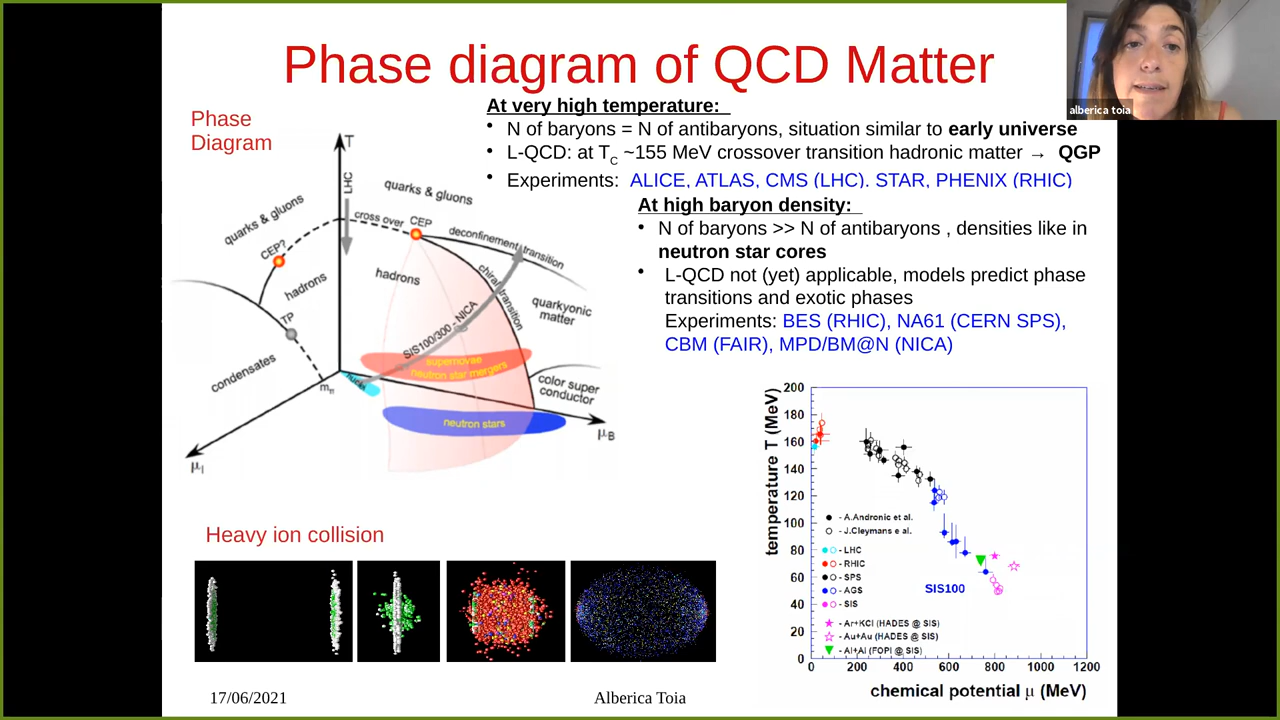 Phase diagram of QCD Matter
alberica toia
Phase
Diagram
At very high temperature:
• N of baryons = N of antibaryons, situation similar to early universe
• L-QCD: at TC ~155 MeV crossover transition hadronic matter → QGP
• Experiments: ALICE, ATLAS, CMS (LHC), STAR, PHENIX (RHIC)
At high baryon density:
• N of baryons >> N of antibaryons , densities like in
neutron star cores
• L-QCD not (yet) applicable, models predict phase
transitions and exotic phases
Experiments: BES (RHIC), NA61 (CERN SPS),
CBM (FAIR), MPD/BM@N (NICA)
T
LHC
quarks & gluons
quarks & gluons
cross over
CEP
CEP?
deconfinement transition
hadrons
hadrons
chiral transition
quarkyonic
matter
TP
SIS100/300 - NICA
condensates
supernovae
neutron star mergers
mπ
nuclei
color super
conductor
neutron stars
μB
μI
temperature T (MeV)
200
180
160
140
120
100
80
60
40
20
0
- A.Andronic et al.
- J.Cleymans e al.
- LHC
- RHIC
- SPS
- AGS
- SIS
SIS100
- Ar+KCl (HADES @ SIS)
- Au+Au (HADES @ SIS)
- Al+Al (FOPI @ SIS)
0 200 400 600 800 1000 1200
chemical potential μ (MeV)
Heavy ion collision
17/06/2021
Alberica Toia